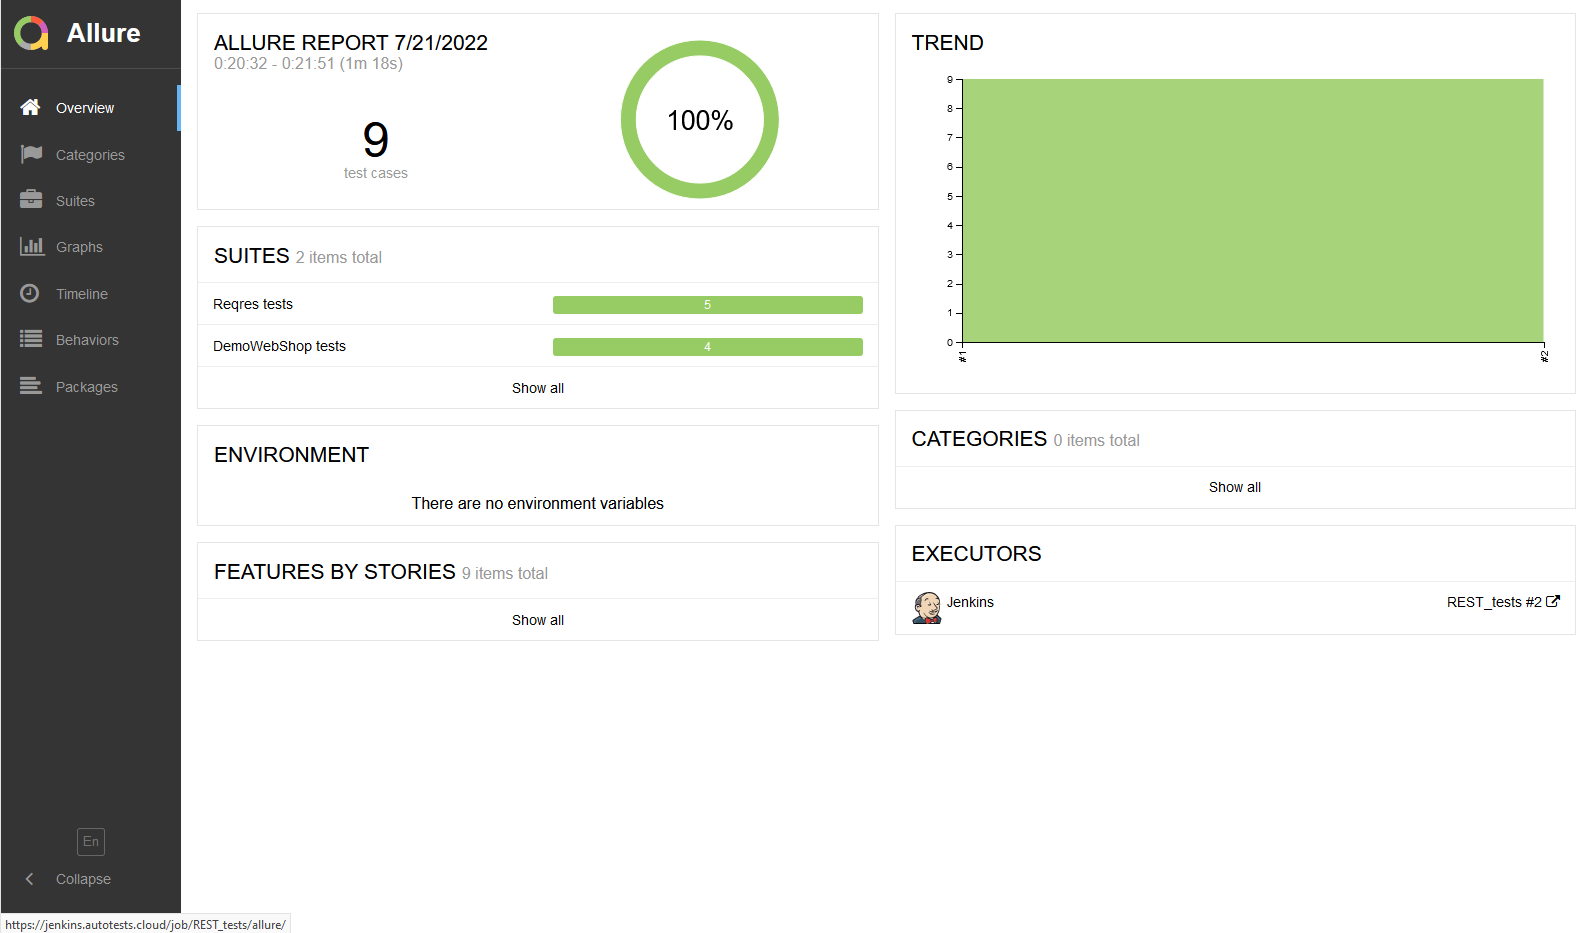 Allure
Overview
Categories
Suites
Graphs
Timeline
Behaviors
Packages
En
Collapse
https://jenkins.autotests.cloud/job/REST_tests/allure/
ALLURE REPORT 7/21/2022
0:20:32 - 0:21:51 (1m 18s)
9
test cases
100%
SUITES 2 items total
Reqres tests 5
DemoWebShop tests 4
Show all
ENVIRONMENT
There are no environment variables
FEATURES BY STORIES 9 items total
Show all
TREND
9
8
7
6
5
4
3
2
1
0
#1
#2
CATEGORIES 0 items total
Show all
EXECUTORS
Jenkins REST_tests #2